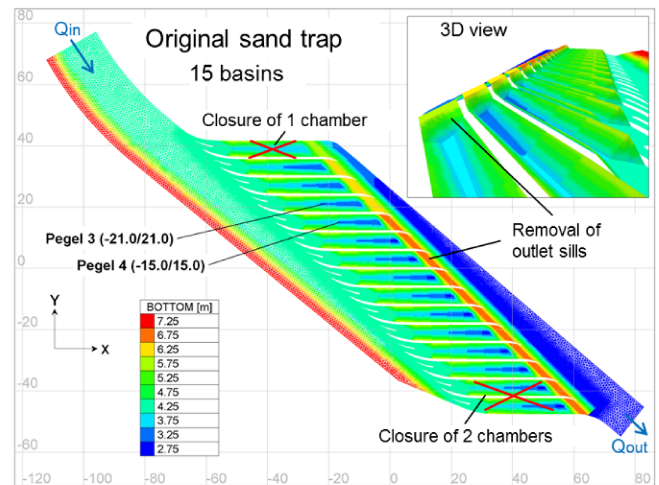 Qin
Original sand trap
15 basins
3D view
Closure of 1 chamber
Pegel 3 (-21.0/21.0)
Pegel 4 (-15.0/15.0)
Removal of
outlet sills
Closure of 2 chambers
Qout
Y
X
BOTTOM [m]
7.25
6.75
6.25
5.75
5.25
4.75
4.25
3.75
3.25
2.75
80
60
40
20
0
-20
-40
-60
-120 -100 -80 -60 -40 -20 0 20 40 60 80